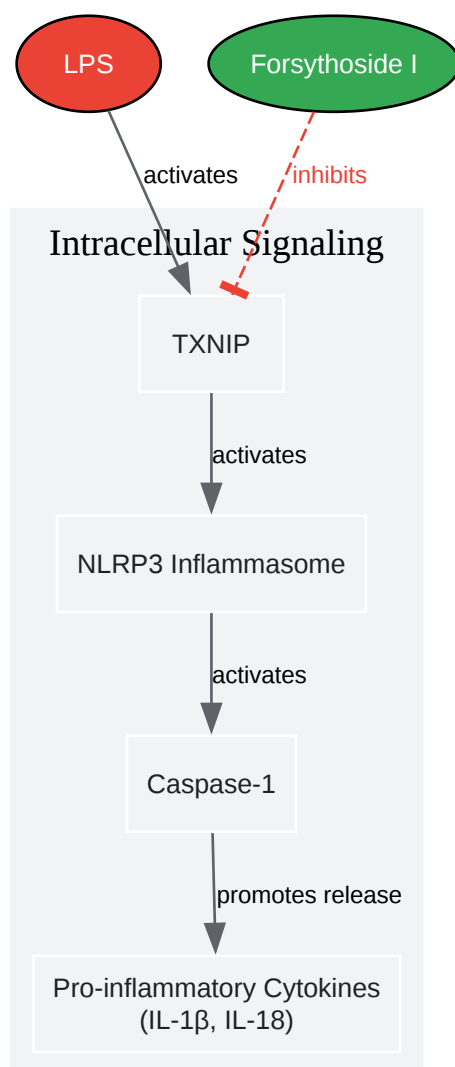 LPS
Forsythoside I
activates
inhibits
Intracellular Signaling
TXNIP
activates
NLRP3 Inflammasome
activates
Caspase-1
promotes release
Pro-inflammatory Cytokines
(IL-1β, IL-18)